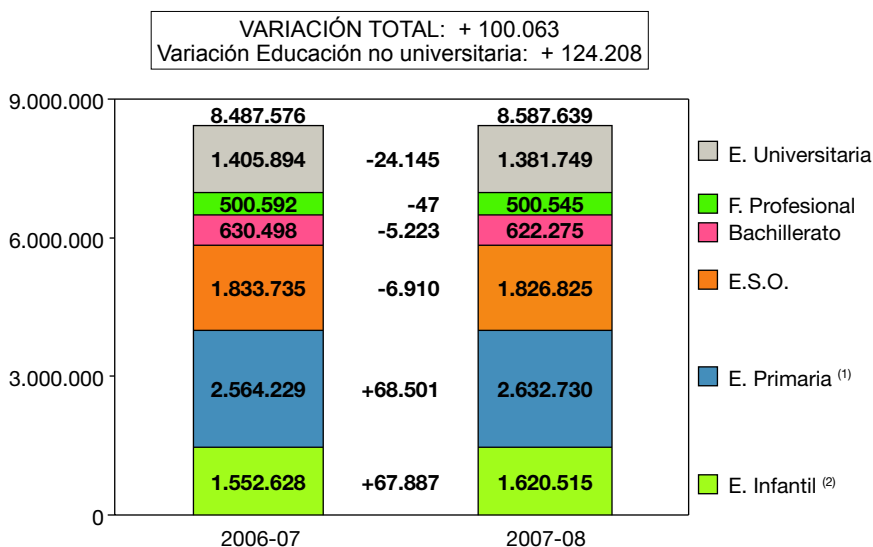 VARIACIÓN TOTAL: + 100.063
Variación Educación no universitaria: + 124.208
9.000.000
8.487.576
8.587.639
1.405.894 -24.145 1.381.749 E. Universitaria
500.592 -47 500.545 F. Profesional
630.498 -5.223 622.275 Bachillerato
6.000.000
1.833.735 -6.910 1.826.825 E.S.O.
3.000.000
2.564.229 +68.501 2.632.730 E. Primaria (1)
1.552.628 +67.887 1.620.515 E. Infantil (2)
0
2006-07
2007-08